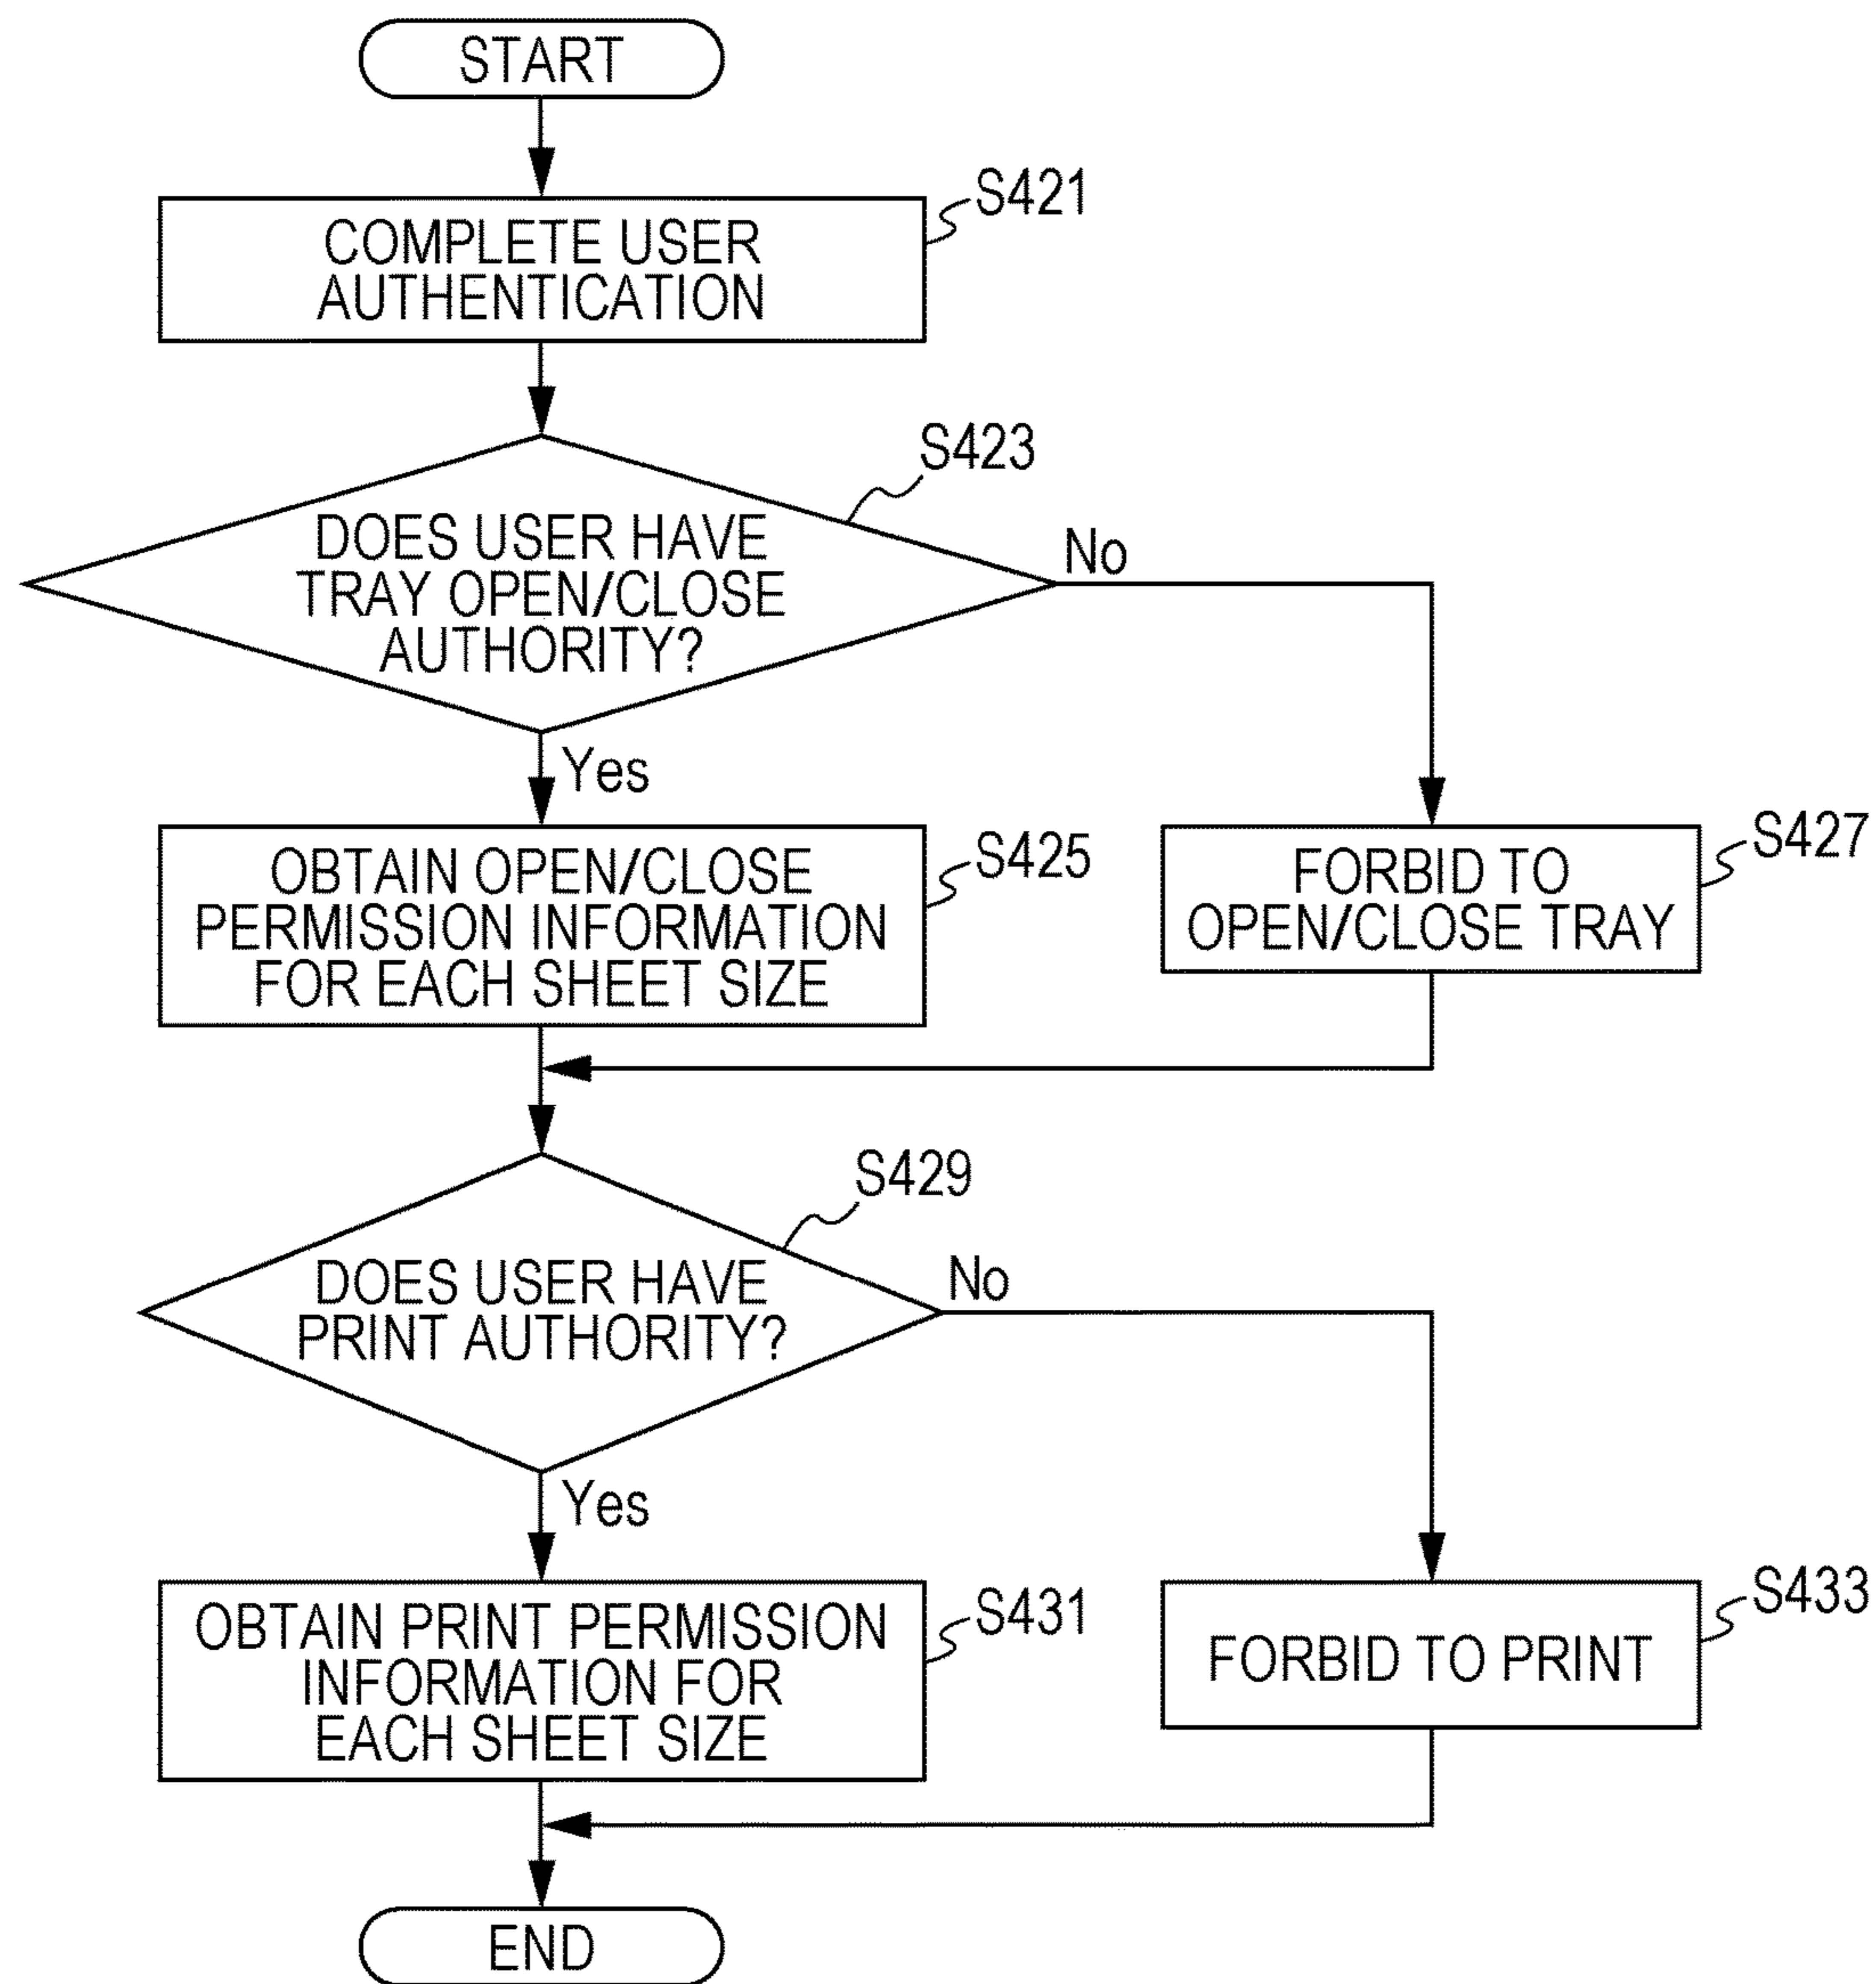 START
S421
COMPLETE USER
AUTHENTICATION
S423
DOES USER HAVE
TRAY OPEN/CLOSE
AUTHORITY?
No
Yes
S425
OBTAIN OPEN/CLOSE
PERMISSION INFORMATION
FOR EACH SHEET SIZE
S427
FORBID TO
OPEN/CLOSE TRAY
S429
DOES USER HAVE
PRINT AUTHORITY?
No
Yes
S431
OBTAIN PRINT PERMISSION
INFORMATION FOR
EACH SHEET SIZE
S433
FORBID TO PRINT
END